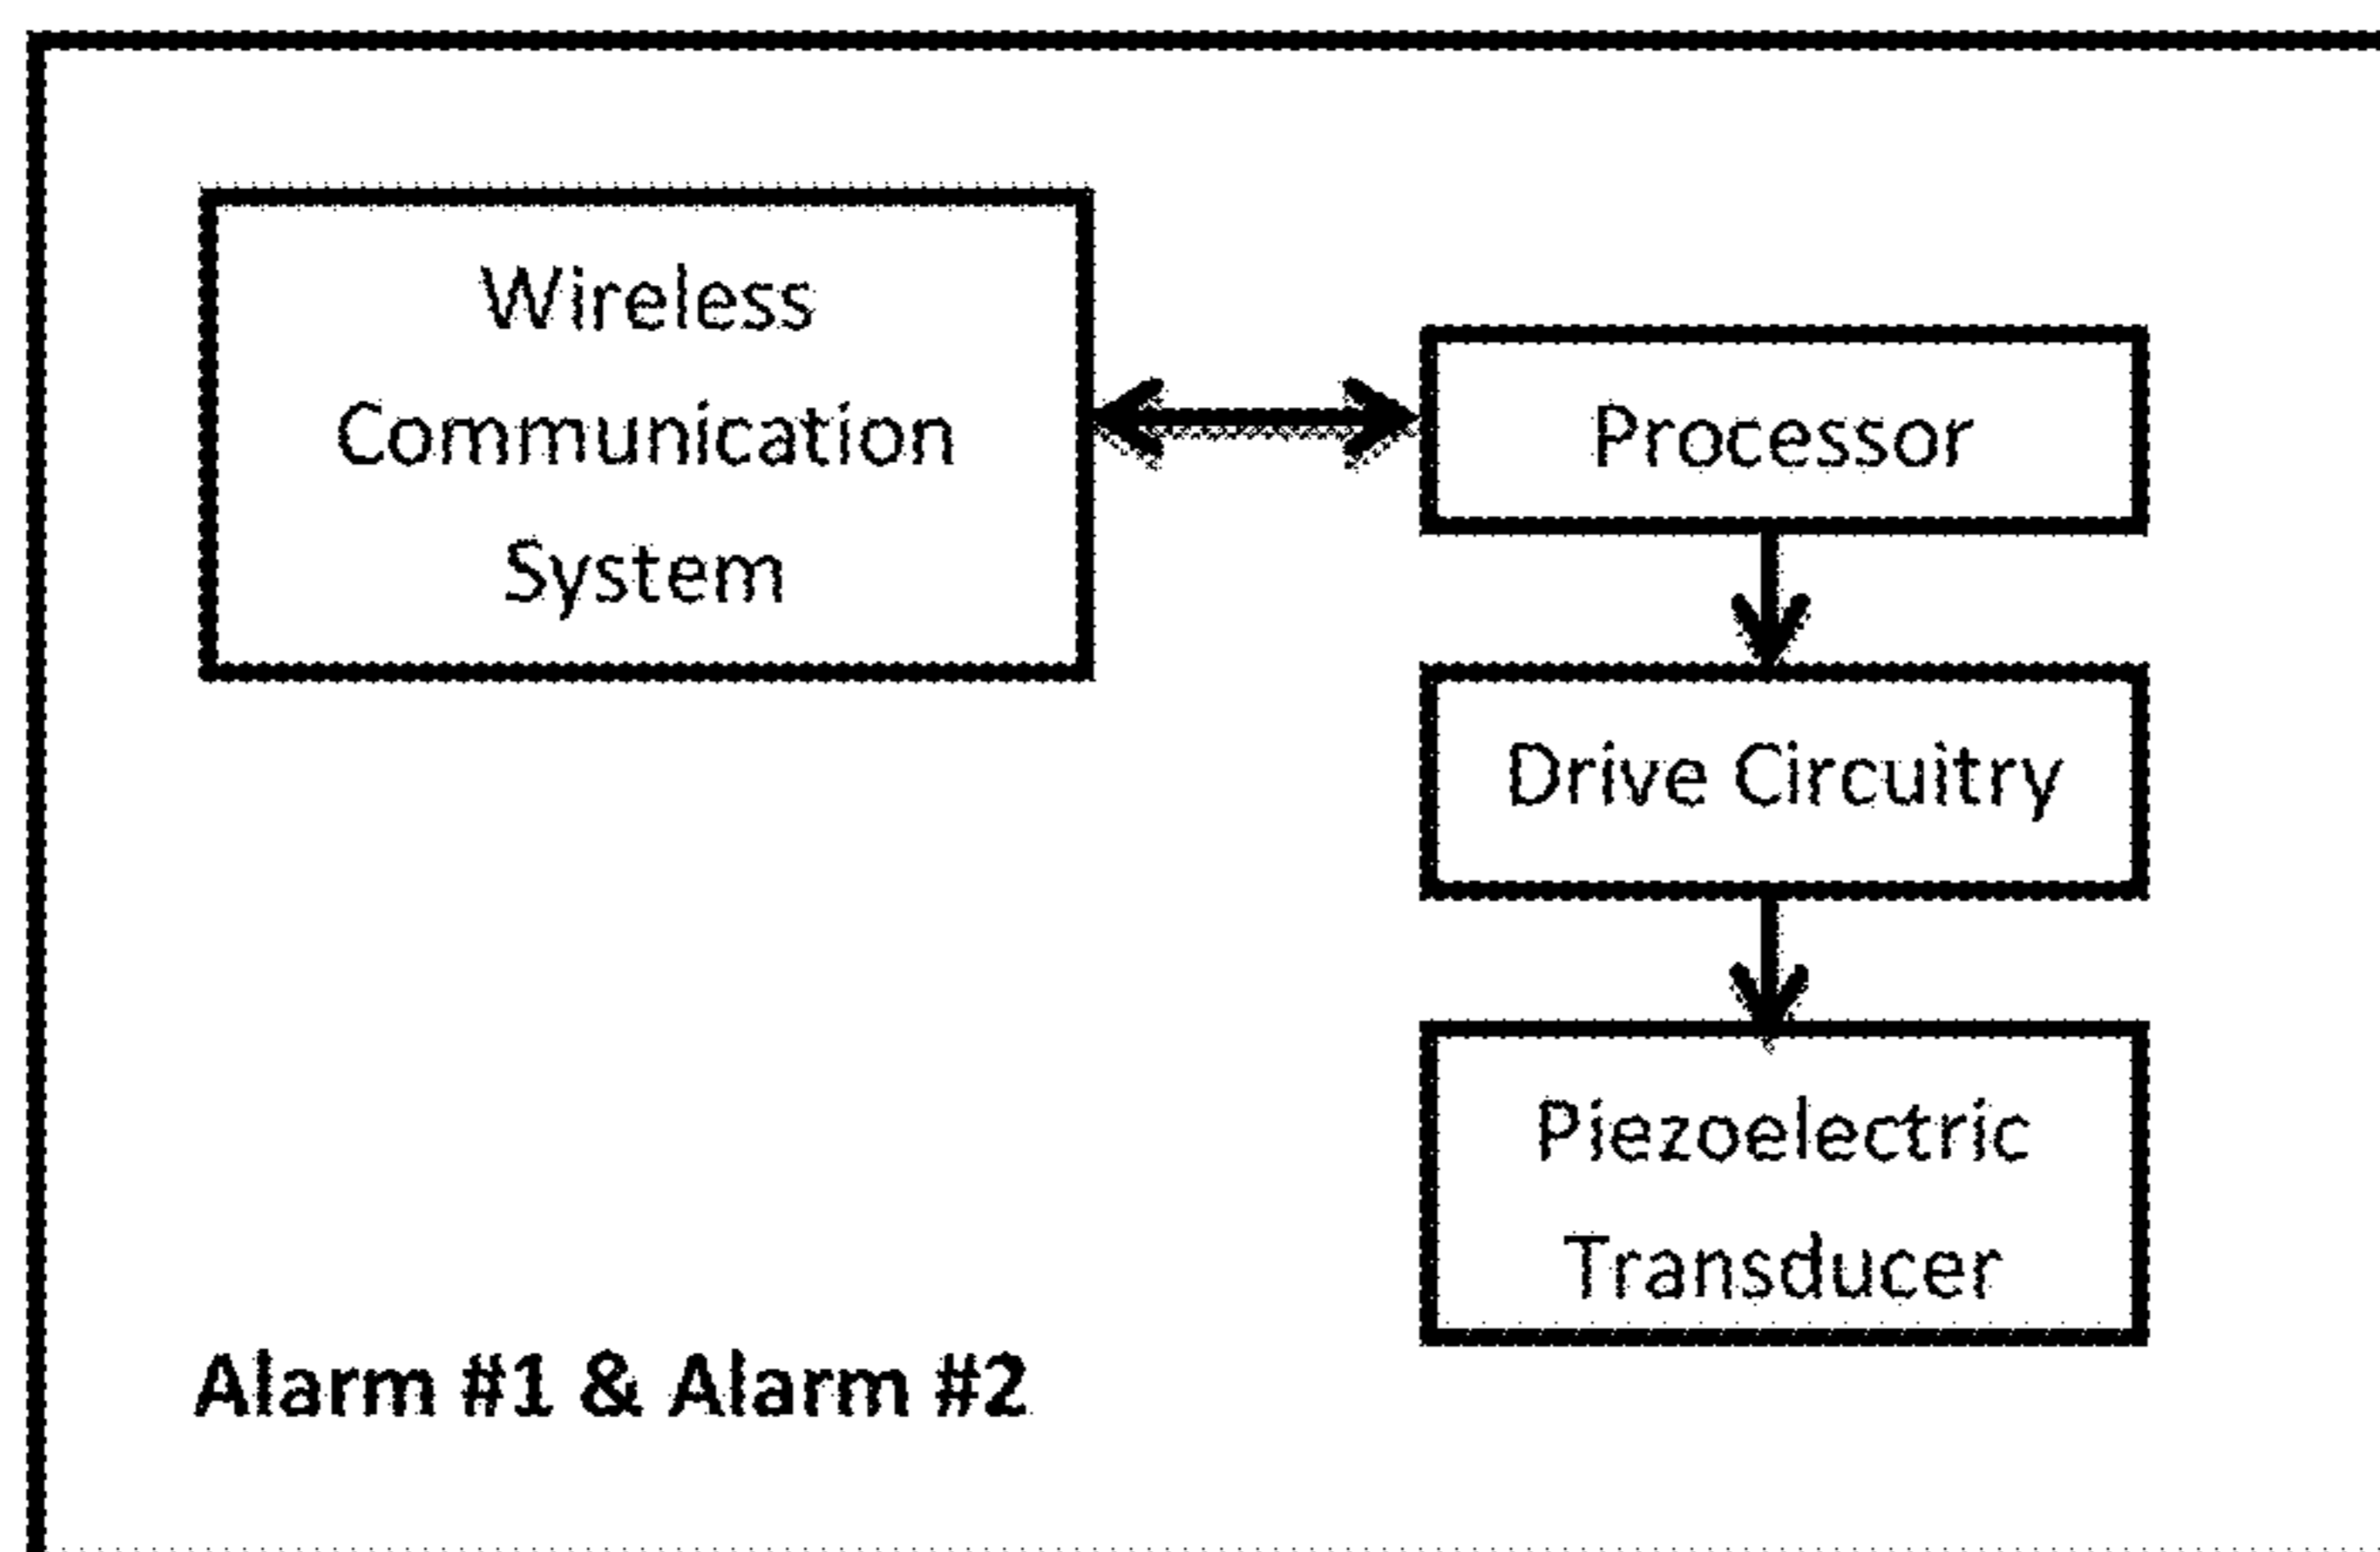 Wireless
Communication
System
Processor
Drive Circuitry
Piezoelectric
Transducer
Alarm #1 & Alarm #2